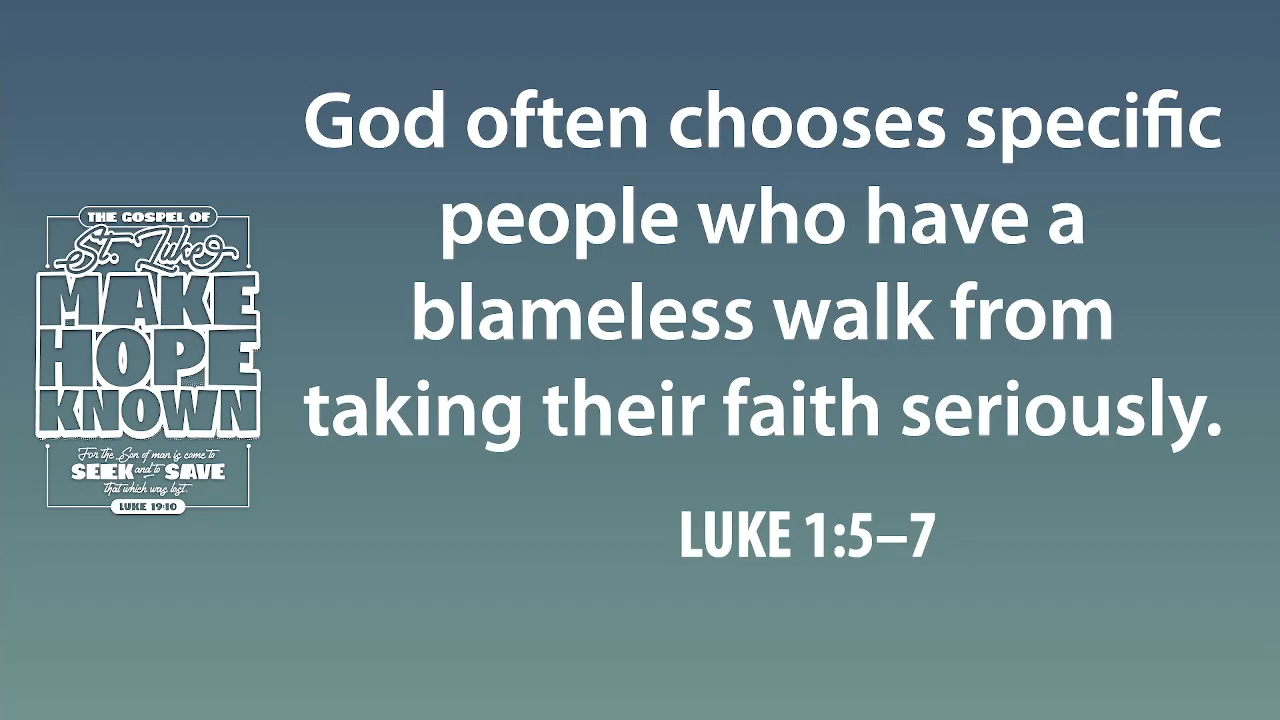 God often chooses specific
people who have a
blameless walk from
taking their faith seriously.
LUKE 1:5–7
THE GOSPEL OF
St. Luke
MAKE
HOPE
KNOWN
For the Son of man is come to
SEEK and to SAVE
that which was lost.
LUKE 19:10